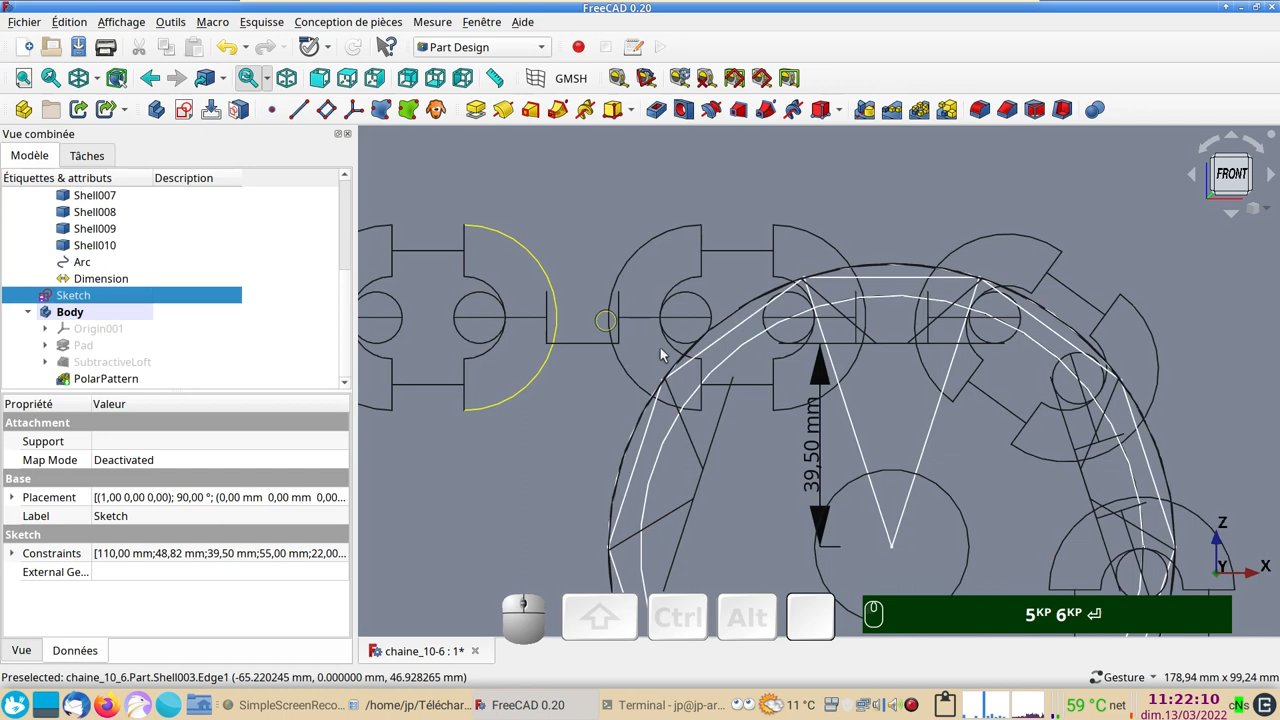 FreeCAD 0.20
Fichier Édition Affichage Outils Macro Esquisse Conception de pièces Mesure Fenêtre Aide
Part Design
GMSH
Vue combinée
Modèle Tâches
Étiquettes & attributs Description
Shell007
Shell008
Shell009
Shell010
Arc
Dimension
Sketch
Body
Origin001
Pad
SubtractiveLoft
PolarPattern
Propriété Valeur
Attachment
Support
Map Mode Deactivated
Base
Placement [(1,00 0,00 0,00); 90,00 °; (0,00 mm 0,00 mm 0,00...
Label Sketch
Sketch
Constraints [110,00 mm;48,82 mm;39,50 mm;55,00 mm;22,00...
External Ge...
Vue Données
FRONT
39,50 mm
Z
Y X
Ctrl Alt
5KP 6KP ⏎
chaine_10-6 : 1*
Preselected: chaine_10_6.Part.Shell003.Edge1 (-65.220245 mm, 0.000000 mm, 46.928265 mm)
Gesture 178,94 mm x 99,24 mm
SimpleScreenReco... /home/jp/Téléchar... FreeCAD 0.20 Terminal - jp@jp-ar... 11 °C 59 °C net 11:22:10
dim.13/03/2022